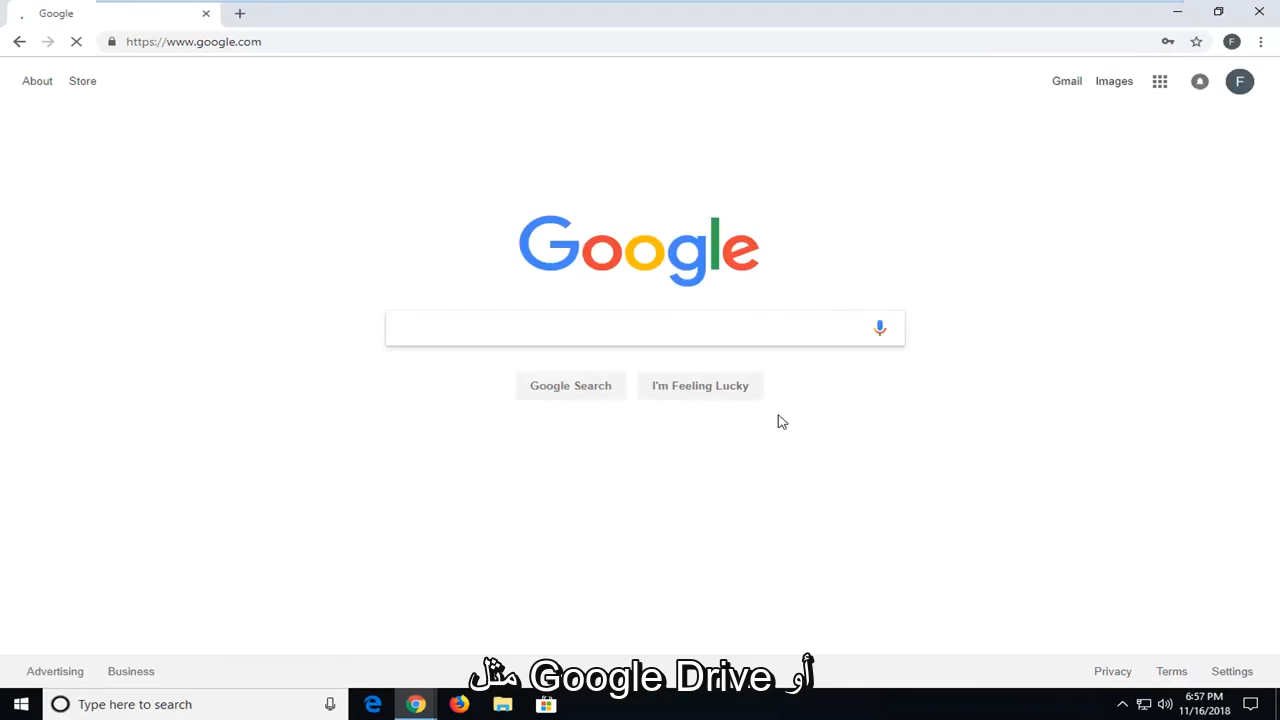 Google
https://www.google.com
F
About Store
Gmail Images
F
Google
Google Search I'm Feeling Lucky
Advertising Business
Privacy Terms Settings
أو Google Drive مثل
Type here to search
6:57 PM
11/16/2018